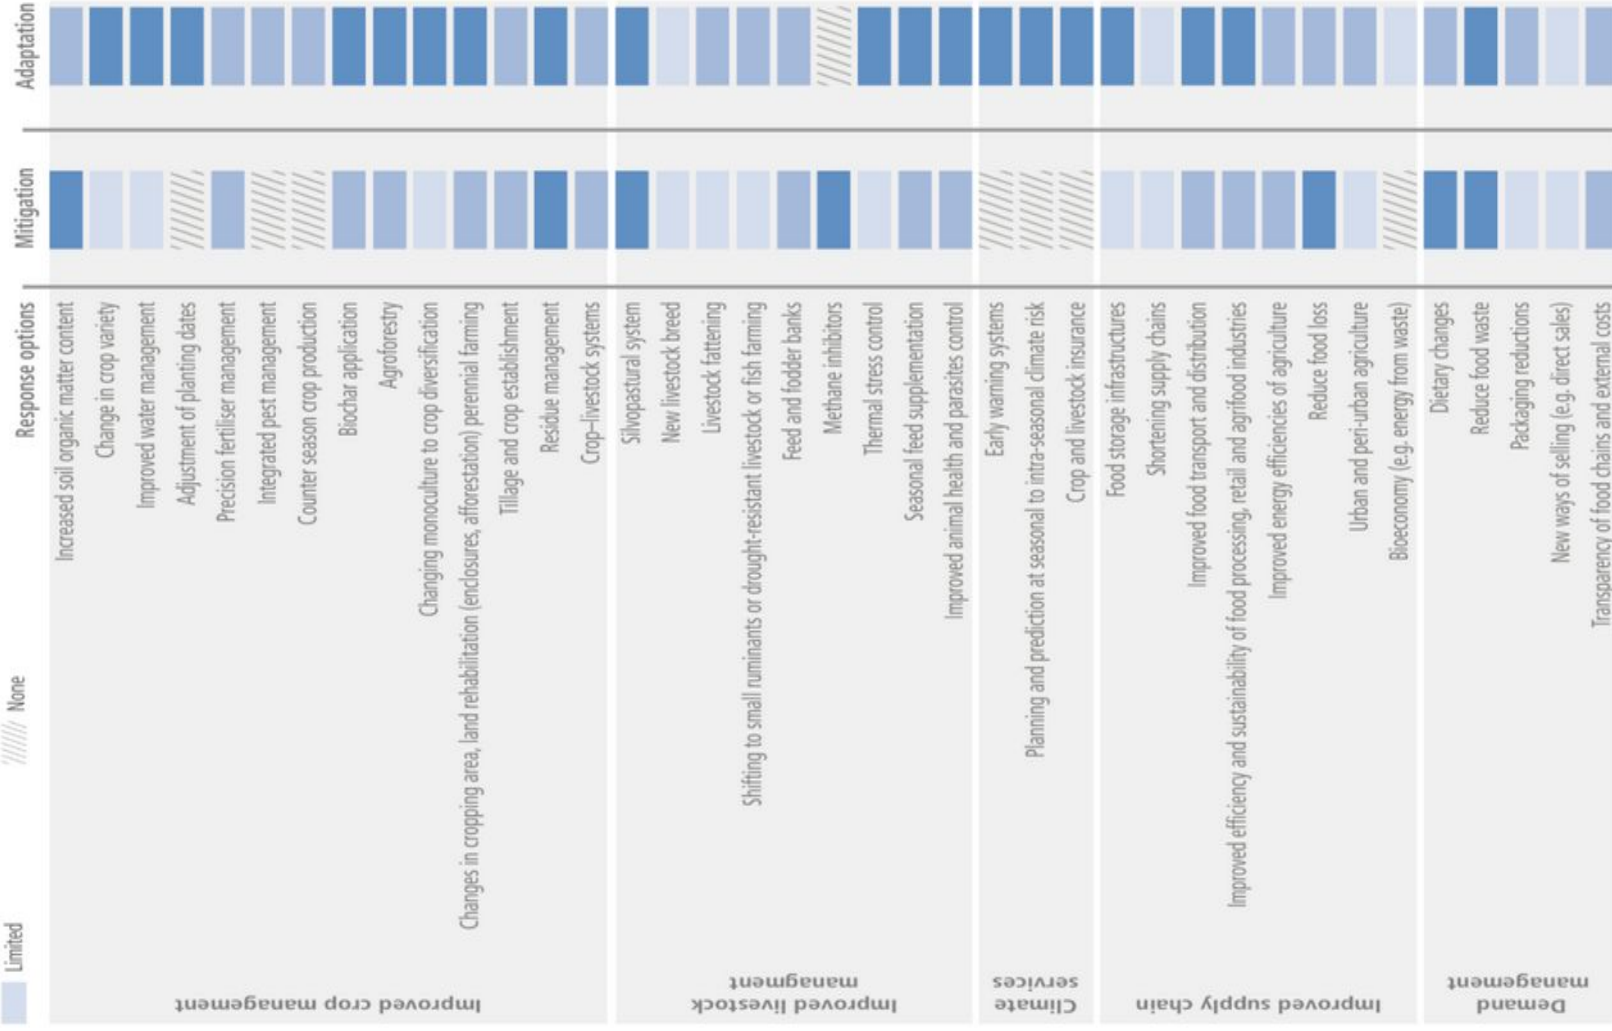 Limited
None
Response options
Mitigation
Adaptation
Improved crop management
Increased soil organic matter content
Change in crop variety
Improved water management
Adjustment of planting dates
Precision fertiliser management
Integrated pest management
Counter season crop production
Biochar application
Agroforestry
Changing monoculture to crop diversification
Changes in cropping area, land rehabilitation (enclosures, afforestation) perennial farming
Tillage and crop establishment
Residue management
Crop–livestock systems
Improved livestock
managment
Silvopastural system
New livestock breed
Livestock fattening
Shifting to small ruminants or drought-resistant livestock or fish farming
Feed and fodder banks
Methane inhibitors
Thermal stress control
Seasonal feed supplementation
Improved animal health and parasites control
Climate
services
Early warning systems
Planning and prediction at seasonal to intra-seasonal climate risk
Crop and livestock insurance
Improved supply chain
Food storage infrastructures
Shortening supply chains
Improved food transport and distribution
Improved efficiency and sustainability of food processing, retail and agrifood industries
Improved energy efficiencies of agriculture
Reduce food loss
Urban and peri-urban agriculture
Bioeconomy (e.g. energy from waste)
Demand
management
Dietary changes
Reduce food waste
Packaging reductions
New ways of selling (e.g. direct sales)
Transparency of food chains and external costs